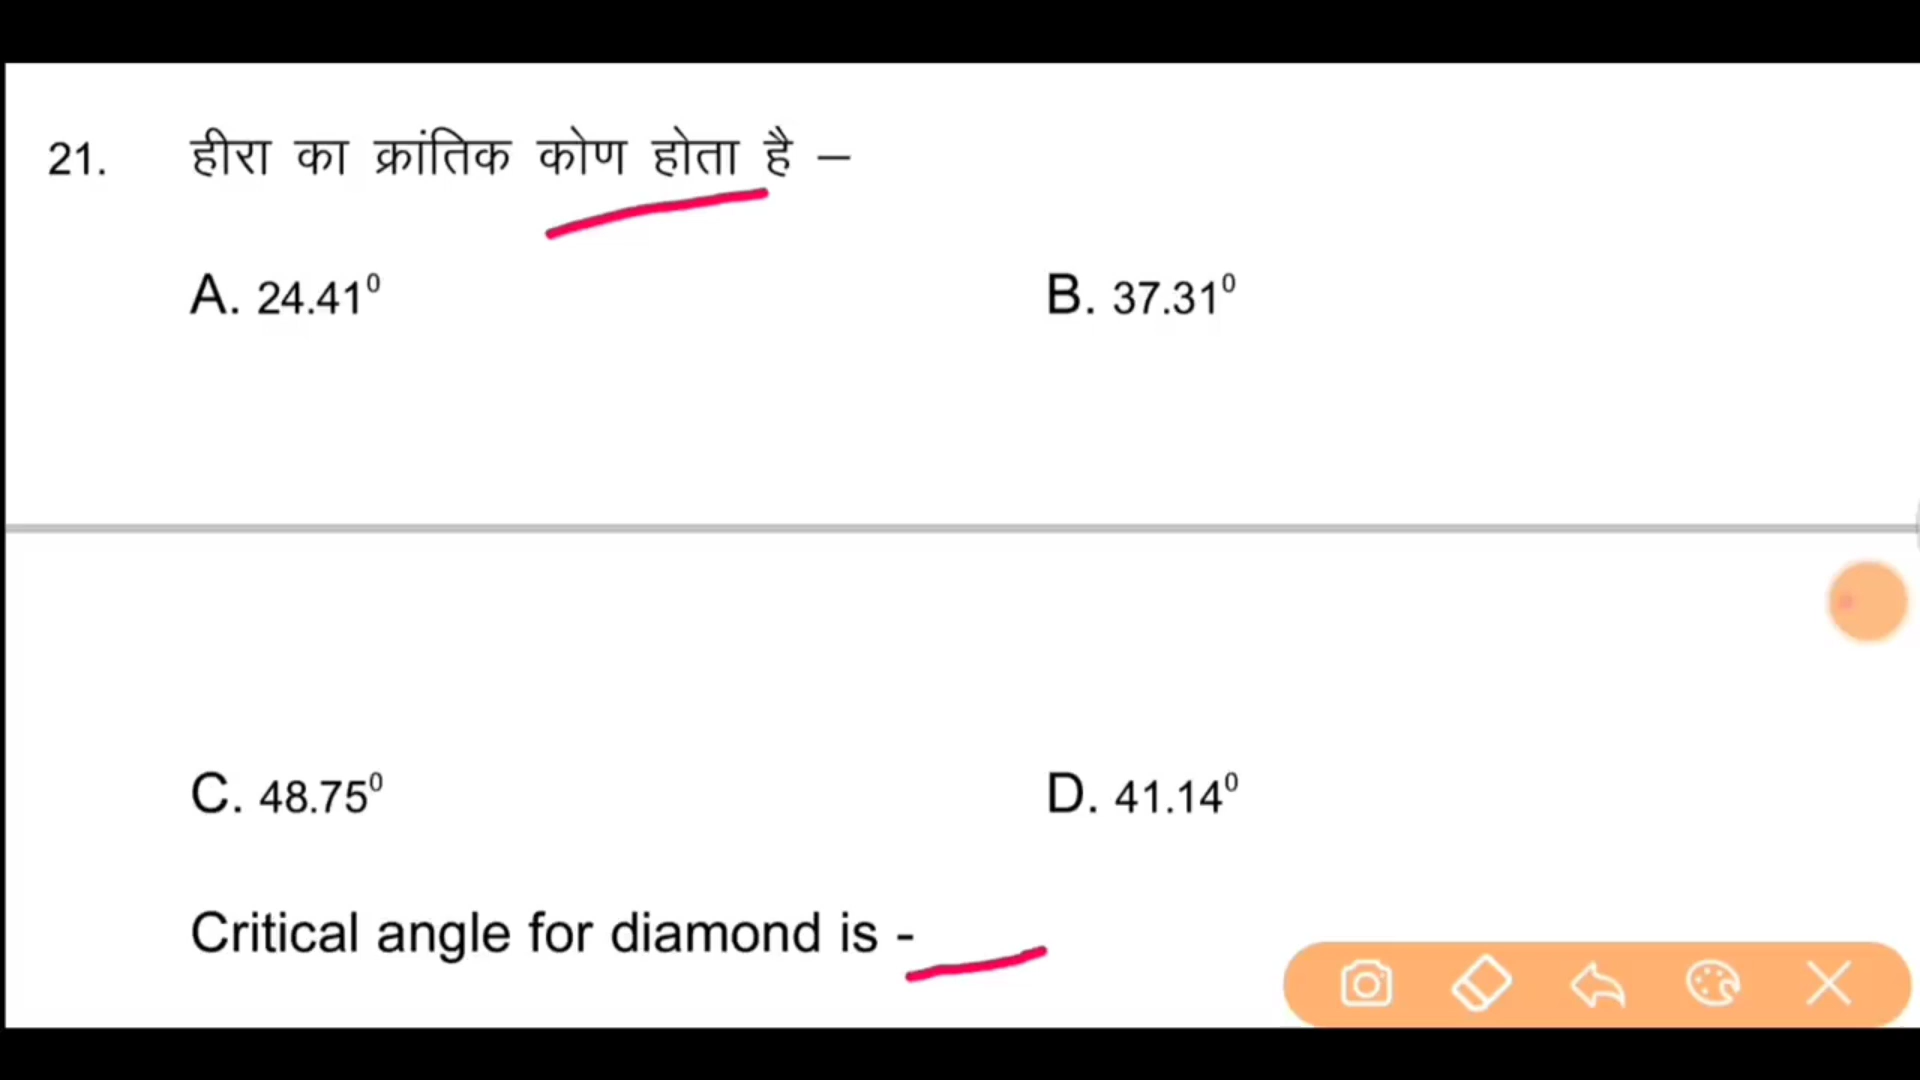 21. हीरा का क्रांतिक कोण होता है –
A. 24.41⁰ B. 37.31⁰
C. 48.75⁰ D. 41.14⁰
Critical angle for diamond is -